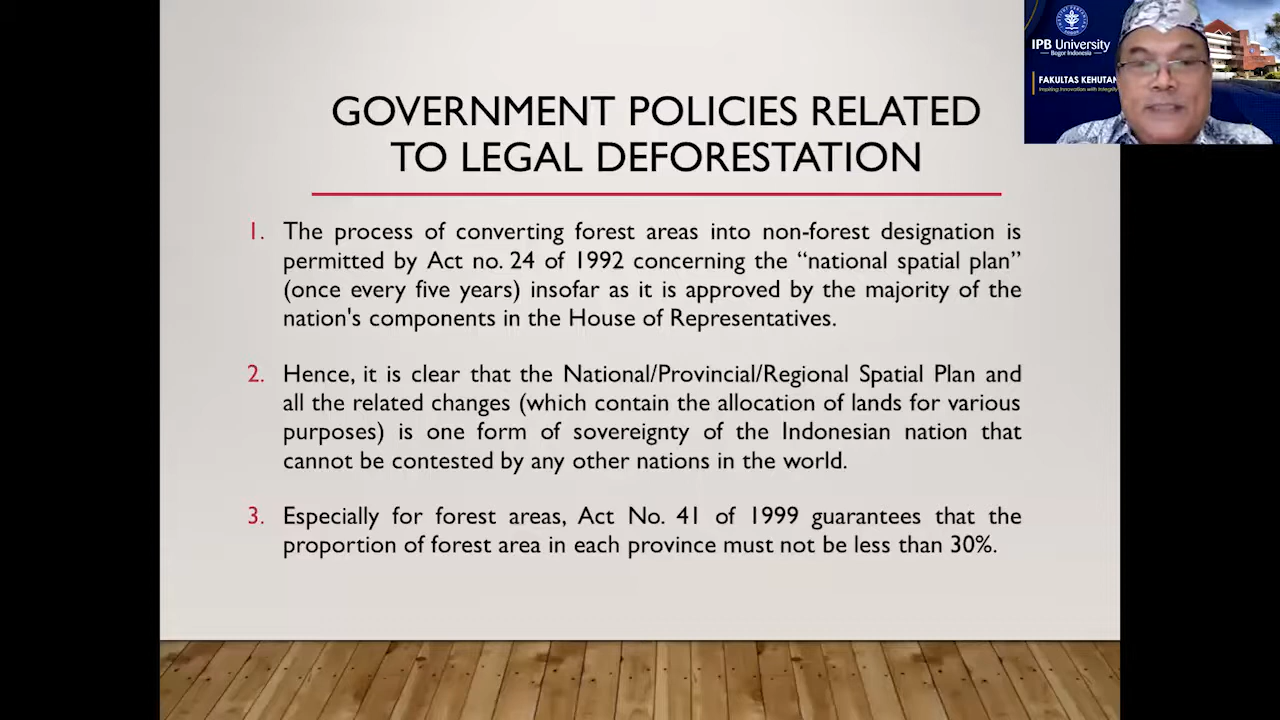 GOVERNMENT POLICIES RELATED
TO LEGAL DEFORESTATION
1. The process of converting forest areas into non-forest designation is
permitted by Act no. 24 of 1992 concerning the “national spatial plan”
(once every five years) insofar as it is approved by the majority of the
nation's components in the House of Representatives.
2. Hence, it is clear that the National/Provincial/Regional Spatial Plan and
all the related changes (which contain the allocation of lands for various
purposes) is one form of sovereignty of the Indonesian nation that
cannot be contested by any other nations in the world.
3. Especially for forest areas, Act No. 41 of 1999 guarantees that the
proportion of forest area in each province must not be less than 30%.
IPB University
Bogor Indonesia
FAKULTAS KEHUTAN
Inspiring Innovation with Integrity